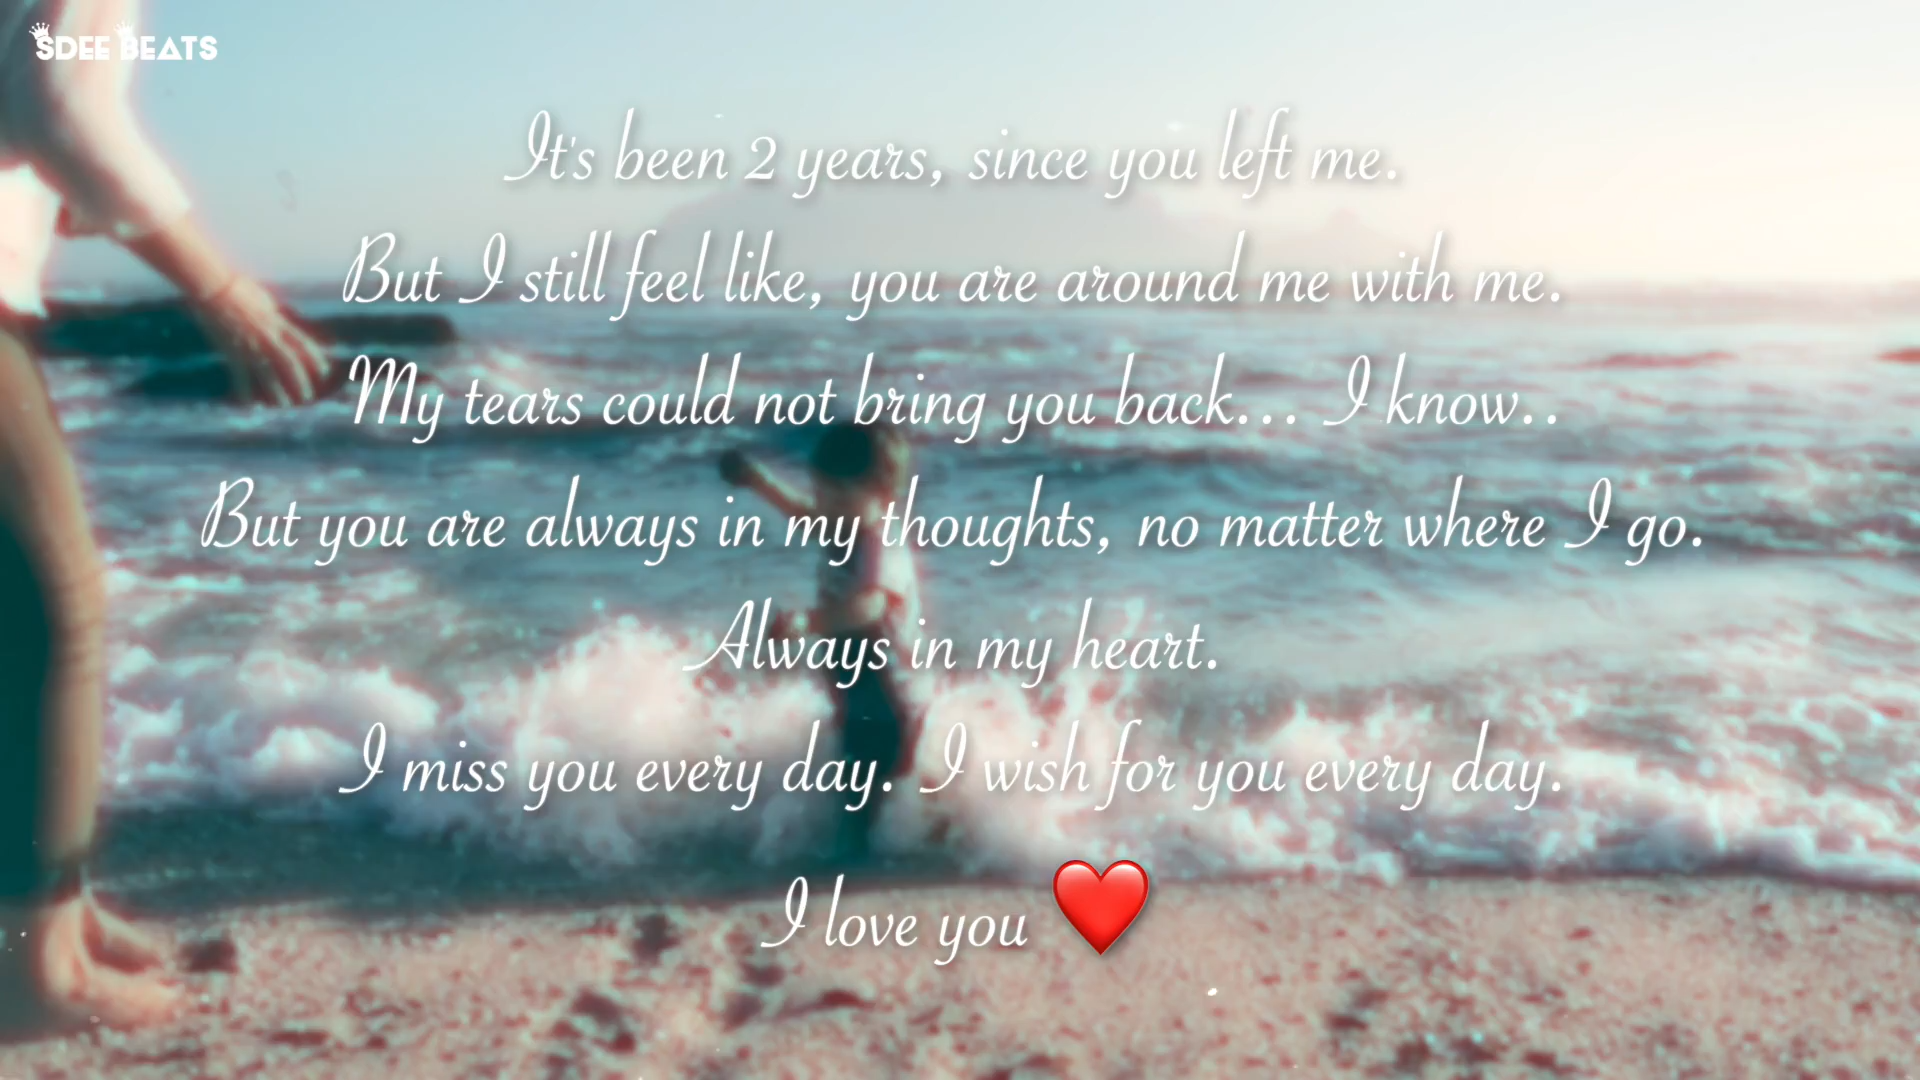 SDEE BEATS
It's been 2 years, since you left me.
But I still feel like, you are around me with me.
My tears could not bring you back... I know..
But you are always in my thoughts, no matter where I go.
Always in my heart.
I miss you every day. I wish for you every day.
I love you ❤️